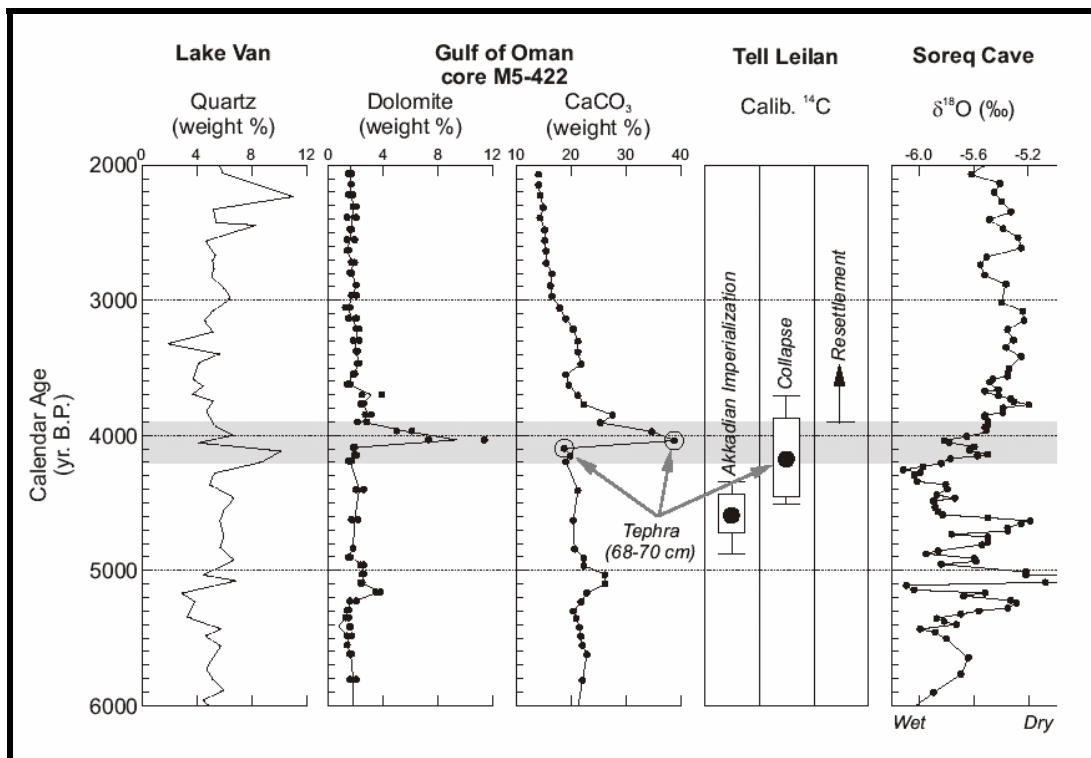 Lake Van
Quartz
(weight %)
0 4 8 12
Gulf of Oman
core M5-422
Dolomite
(weight %)
0 4 8 12
CaCO₃
(weight %)
10 20 30 40
Tell Leilan
Calib. ¹⁴C
Soreq Cave
δ¹⁸O (‰)
-6.0 -5.6 -5.2
Calendar Age
(yr. B.P.)
2000
3000
4000
5000
6000
Tephra
(68-70 cm)
Akkadian Imperialization
Collapse
Resettlement
Wet Dry